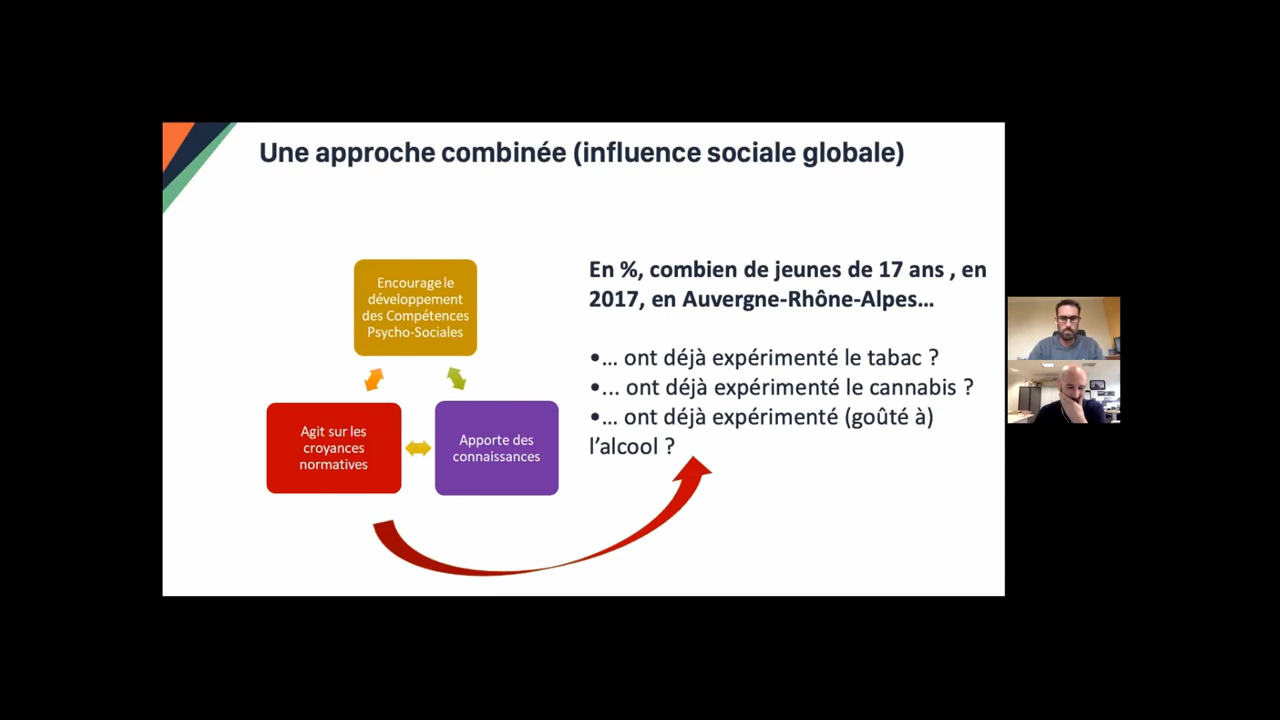 Une approche combinée (influence sociale globale)
Encourage le
développement
des Compétences
Psycho-Sociales
Agit sur les
croyances
normatives
Apporte des
connaissances
En %, combien de jeunes de 17 ans , en
2017, en Auvergne-Rhône-Alpes…
•… ont déjà expérimenté le tabac ?
•... ont déjà expérimenté le cannabis ?
•… ont déjà expérimenté (goûté à)
l’alcool ?